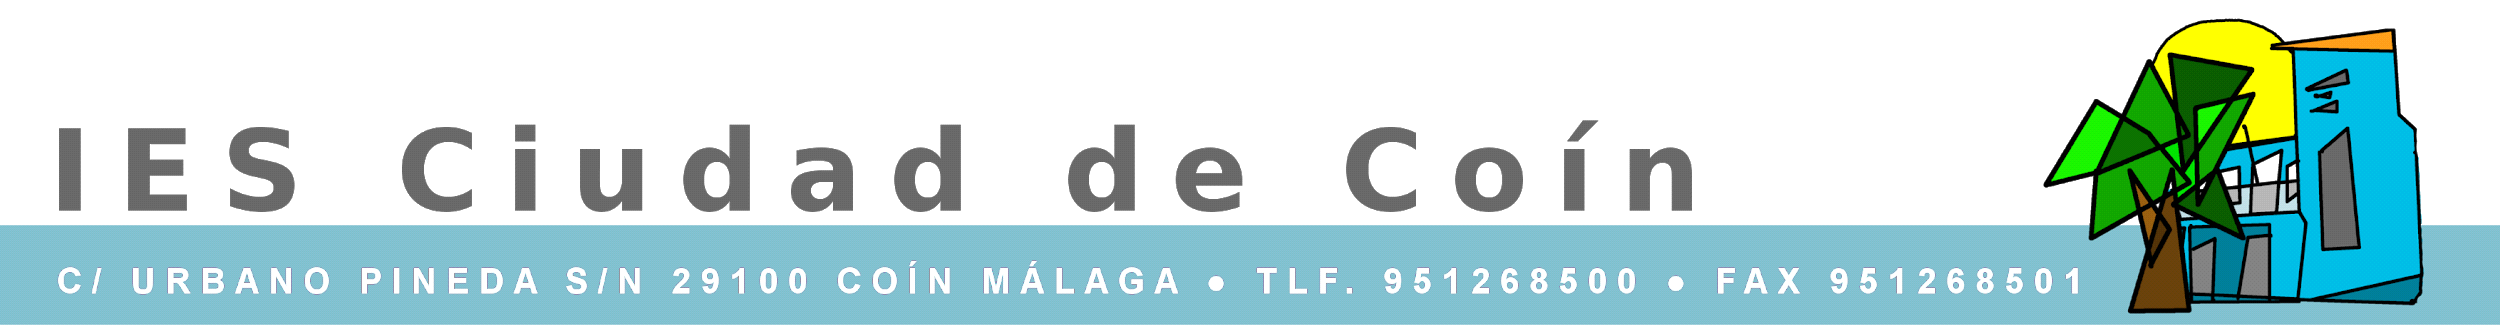 IES Ciudad de Coín
C/ URBANO PINEDA S/N 29100 COÍN MÁLAGA • TLF. 951268500 • FAX 951268501